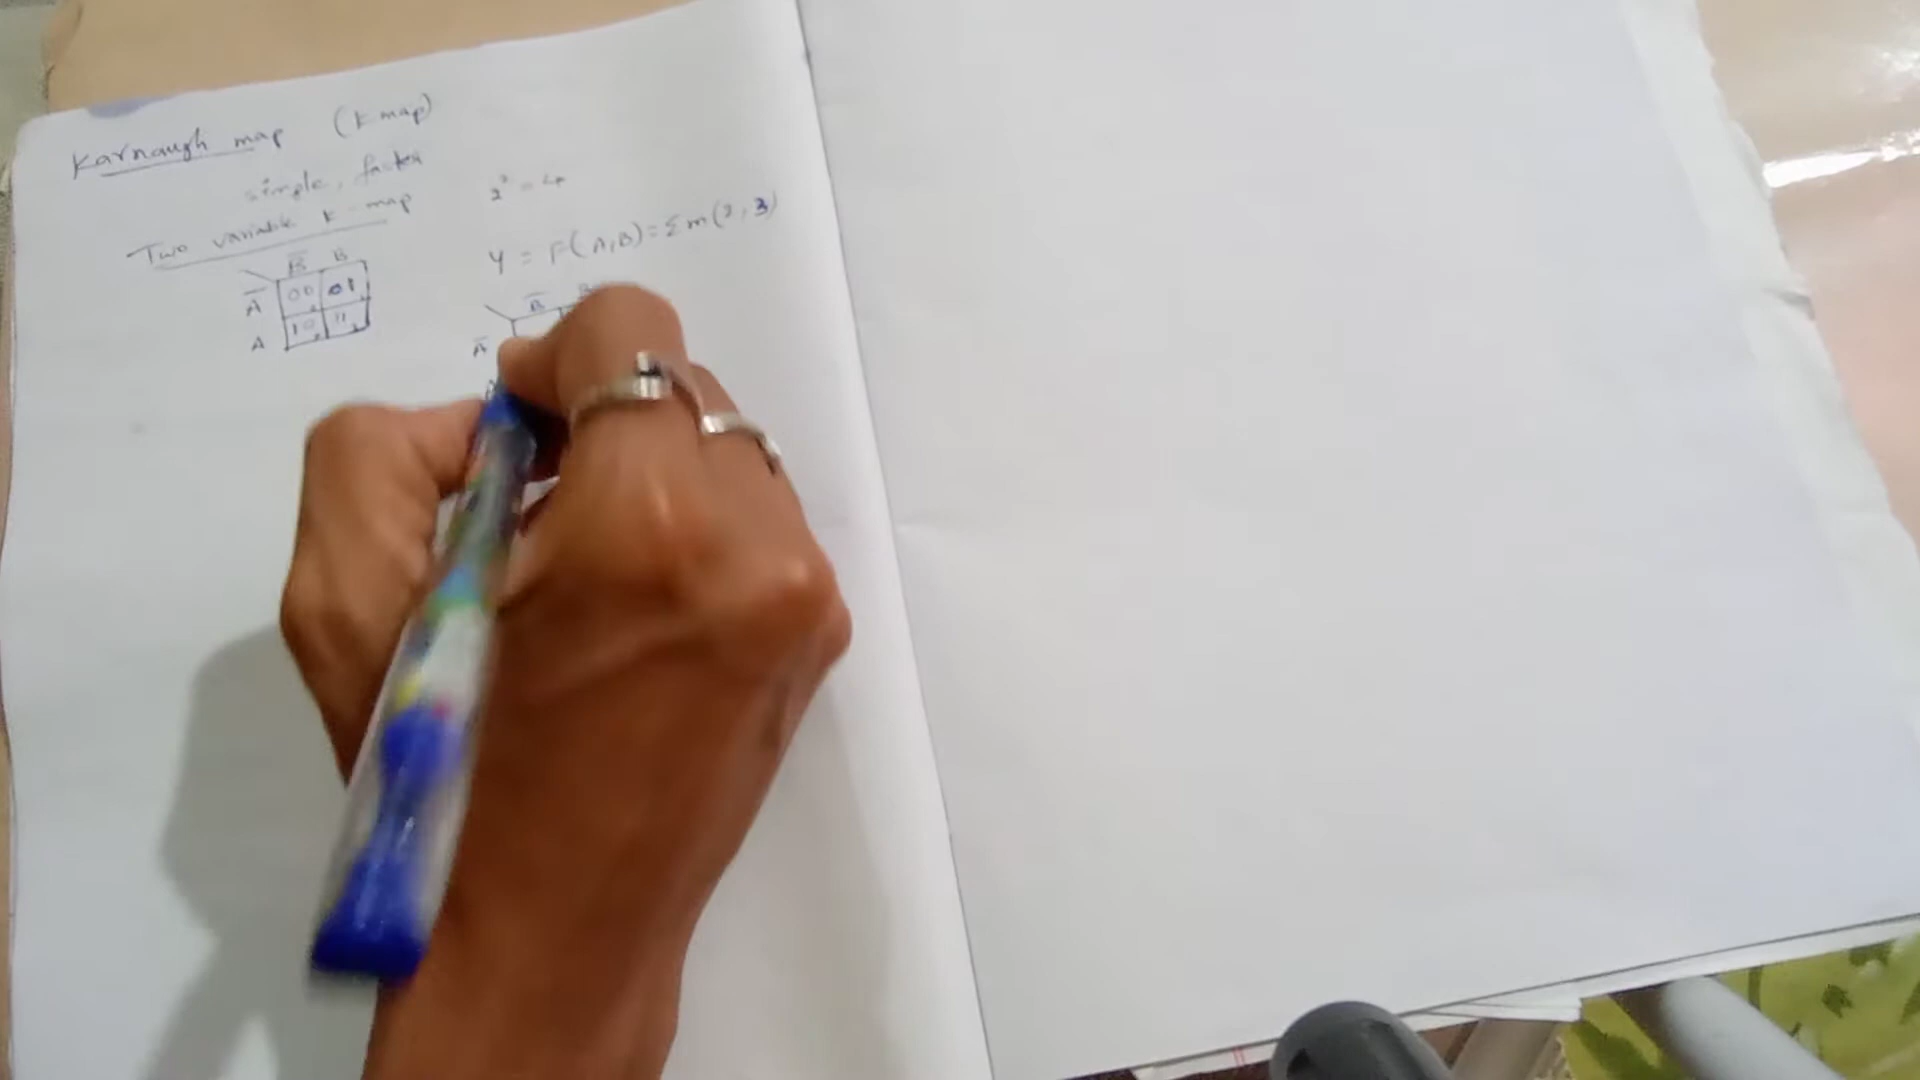 Karnaugh map (K map)
simple, faster
2² = 4
Two variable K-map
Y = F(A,B) = Σm(2,3)
B̅ B
A̅ 00 01
A 10 11
B̅ B
A̅
A